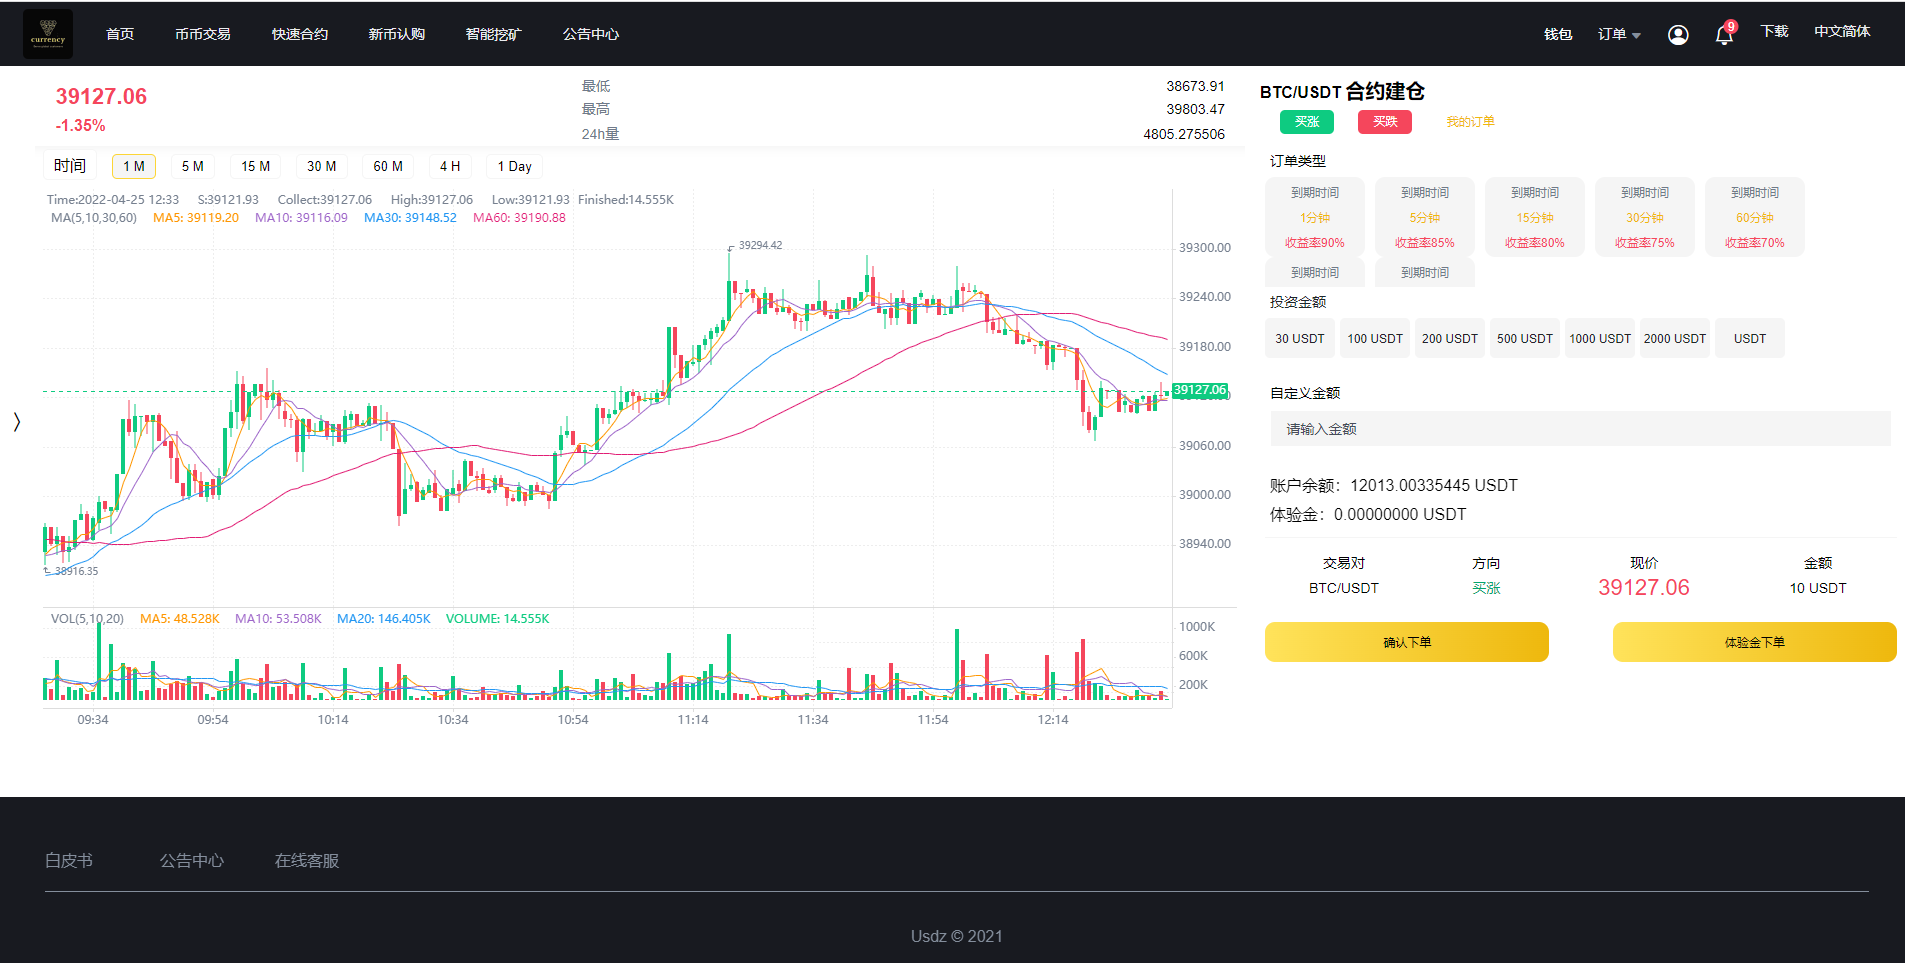 currency
首页 币币交易 快速合约 新币认购 智能挖矿 公告中心 钱包 订单 9 下载 中文简体
39127.06
-1.35%
最低 38673.91
最高 39803.47
24h量 4805.275506
时间 1 M 5 M 15 M 30 M 60 M 4 H 1 Day
Time:2022-04-25 12:33 S:39121.93 Collect:39127.06 High:39127.06 Low:39121.93 Finished:14.555K
MA(5,10,30,60) MA5: 39119.20 MA10: 39116.09 MA30: 39148.52 MA60: 39190.88
39294.42
39300.00
39240.00
39180.00
39127.06
39060.00
39000.00
38940.00
38916.35
VOL(5,10,20) MA5: 48.528K MA10: 53.508K MA20: 146.405K VOLUME: 14.555K
1000K
600K
200K
09:34 09:54 10:14 10:34 10:54 11:14 11:34 11:54 12:14
BTC/USDT 合约建仓
买涨 买跌 我的订单
订单类型
到期时间 到期时间 到期时间 到期时间 到期时间
1分钟 5分钟 15分钟 30分钟 60分钟
收益率90% 收益率85% 收益率80% 收益率75% 收益率70%
到期时间 到期时间
投资金额
30 USDT 100 USDT 200 USDT 500 USDT 1000 USDT 2000 USDT USDT
自定义金额
请输入金额
账户余额：12013.00335445 USDT
体验金：0.00000000 USDT
交易对 方向 现价 金额
BTC/USDT 买涨 39127.06 10 USDT
确认下单 体验金下单
白皮书 公告中心 在线客服
Usdz © 2021